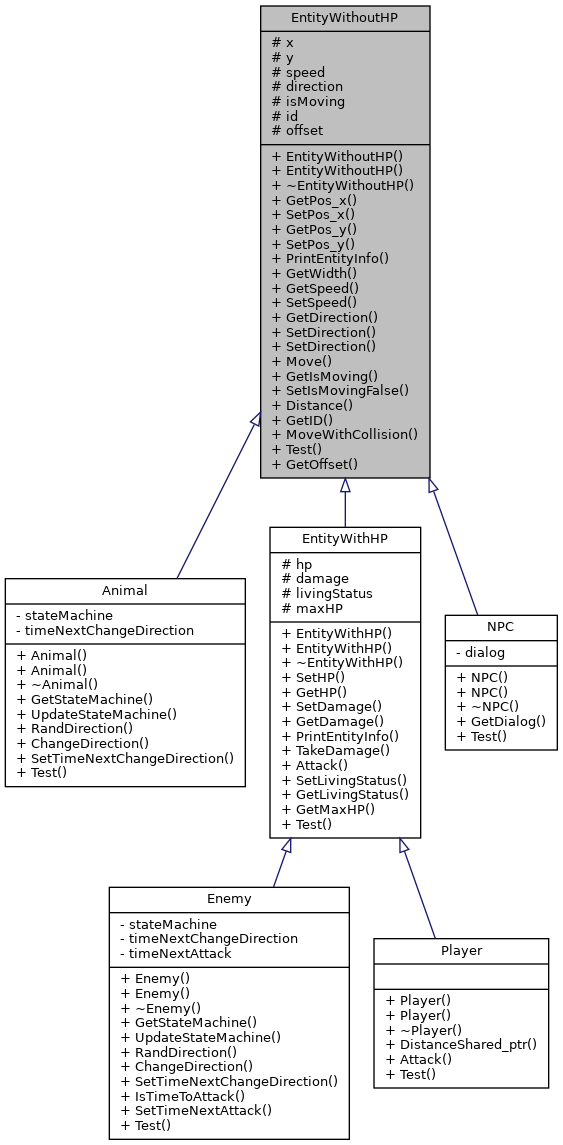 EntityWithoutHP
# x
# y
# speed
# direction
# isMoving
# id
# offset
+ EntityWithoutHP()
+ EntityWithoutHP()
+ ~EntityWithoutHP()
+ GetPos_x()
+ SetPos_x()
+ GetPos_y()
+ SetPos_y()
+ PrintEntityInfo()
+ GetWidth()
+ GetSpeed()
+ SetSpeed()
+ GetDirection()
+ SetDirection()
+ SetDirection()
+ Move()
+ GetIsMoving()
+ SetIsMovingFalse()
+ Distance()
+ GetID()
+ MoveWithCollision()
+ Test()
+ GetOffset()
Animal
- stateMachine
- timeNextChangeDirection
+ Animal()
+ Animal()
+ ~Animal()
+ GetStateMachine()
+ UpdateStateMachine()
+ RandDirection()
+ ChangeDirection()
+ SetTimeNextChangeDirection()
+ Test()
EntityWithHP
# hp
# damage
# livingStatus
# maxHP
+ EntityWithHP()
+ EntityWithHP()
+ ~EntityWithHP()
+ SetHP()
+ GetHP()
+ SetDamage()
+ GetDamage()
+ PrintEntityInfo()
+ TakeDamage()
+ Attack()
+ SetLivingStatus()
+ GetLivingStatus()
+ GetMaxHP()
+ Test()
NPC
- dialog
+ NPC()
+ NPC()
+ ~NPC()
+ GetDialog()
+ Test()
Enemy
- stateMachine
- timeNextChangeDirection
- timeNextAttack
+ Enemy()
+ Enemy()
+ ~Enemy()
+ GetStateMachine()
+ UpdateStateMachine()
+ RandDirection()
+ ChangeDirection()
+ SetTimeNextChangeDirection()
+ IsTimeToAttack()
+ SetTimeNextAttack()
+ Test()
Player
+ Player()
+ Player()
+ ~Player()
+ DistanceShared_ptr()
+ Attack()
+ Test()